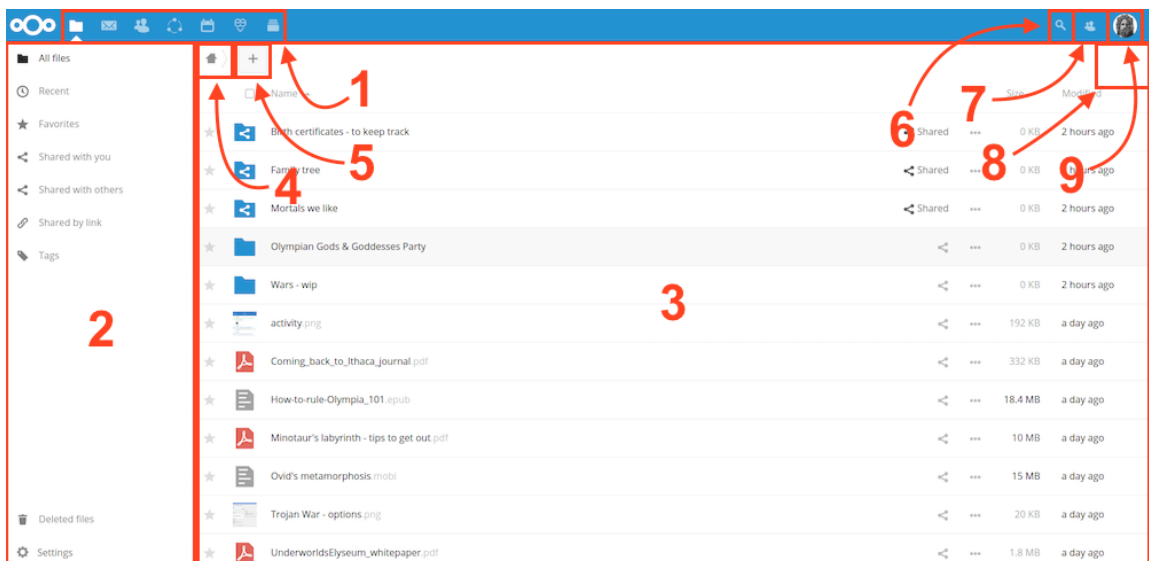 All files
Recent
Favorites
Shared with you
Shared with others
Shared by link
Tags
Deleted files
Settings
+
1
2
3
4
5
6
7
8
9
Name Size Modified
Birth certificates - to keep track Shared ... 0 KB 2 hours ago
Family tree Shared ... 0 KB hours ago
Mortals we like Shared ... 0 KB 2 hours ago
Olympian Gods & Goddesses Party ... 0 KB 2 hours ago
Wars - wip ... 0 KB 2 hours ago
activity.png ... 192 KB a day ago
Coming_back_to_Ithaca_journal.pdf ... 332 KB a day ago
How-to-rule-Olympia_101.epub ... 18.4 MB a day ago
Minotaur's labyrinth - tips to get out.pdf ... 10 MB a day ago
Ovid's metamorphosis.mobi ... 15 MB a day ago
Trojan War - options.png ... 20 KB a day ago
UnderworldsElyseum_whitepaper.pdf ... 1.8 MB a day ago